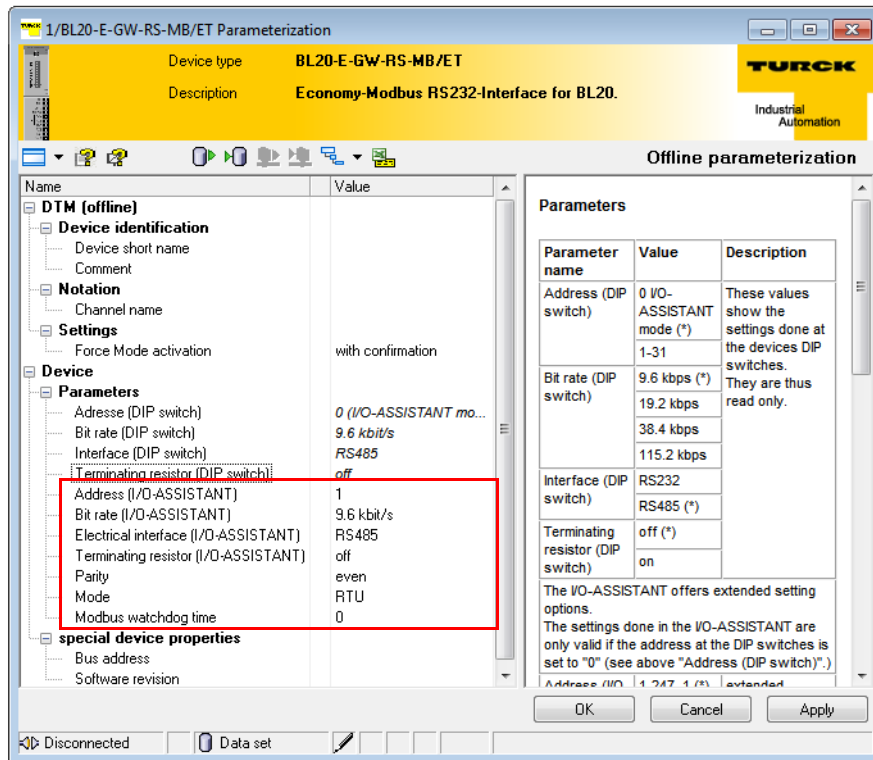 1/BL20-E-GW-RS-MB/ET Parameterization
Device type BL20-E-GW-RS-MB/ET
Description Economy-Modbus RS232-Interface for BL20.
TURCK
Industrial
Automation
Offline parameterization
Name Value
DTM (offline)
Device identification
Device short name
Comment
Notation
Channel name
Settings
Force Mode activation with confirmation
Device
Parameters
Adresse (DIP switch) 0 (I/O-ASSISTANT mo...
Bit rate (DIP switch) 9.6 kbit/s
Interface (DIP switch) RS485
Terminating resistor (DIP switch) off
Address (I/O-ASSISTANT) 1
Bit rate (I/O-ASSISTANT) 9.6 kbit/s
Electrical interface (I/O-ASSISTANT) RS485
Terminating resistor (I/O-ASSISTANT) off
Parity even
Mode RTU
Modbus watchdog time 0
special device properties
Bus address
Software revision
Parameters
Parameter name Value Description
Address (DIP switch) 0 I/O-ASSISTANT mode (*)
1-31
These values
show the
settings done at
the devices DIP
switches.
They are thus
read only.
Bit rate (DIP switch) 9.6 kbps (*)
19.2 kbps
38.4 kbps
115.2 kbps
Interface (DIP switch) RS232
RS485 (*)
Terminating resistor (DIP switch) off (*)
on
The I/O-ASSISTANT offers extended setting
options.
The settings done in the I/O-ASSISTANT are
only valid if the address at the DIP switches is
set to "0" (see above "Address (DIP switch)".)
Address (I/O 1 247, 1 (*) extended
OK Cancel Apply
Disconnected Data set